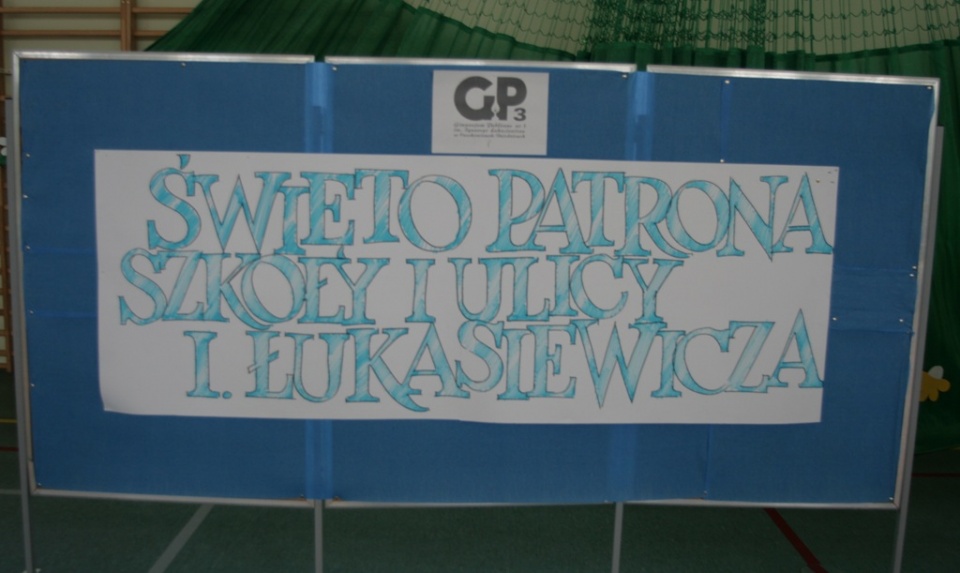 GP3
ŚWIĘTO PATRONA
SZKOŁY I ULICY
I. ŁUKASIEWICZA